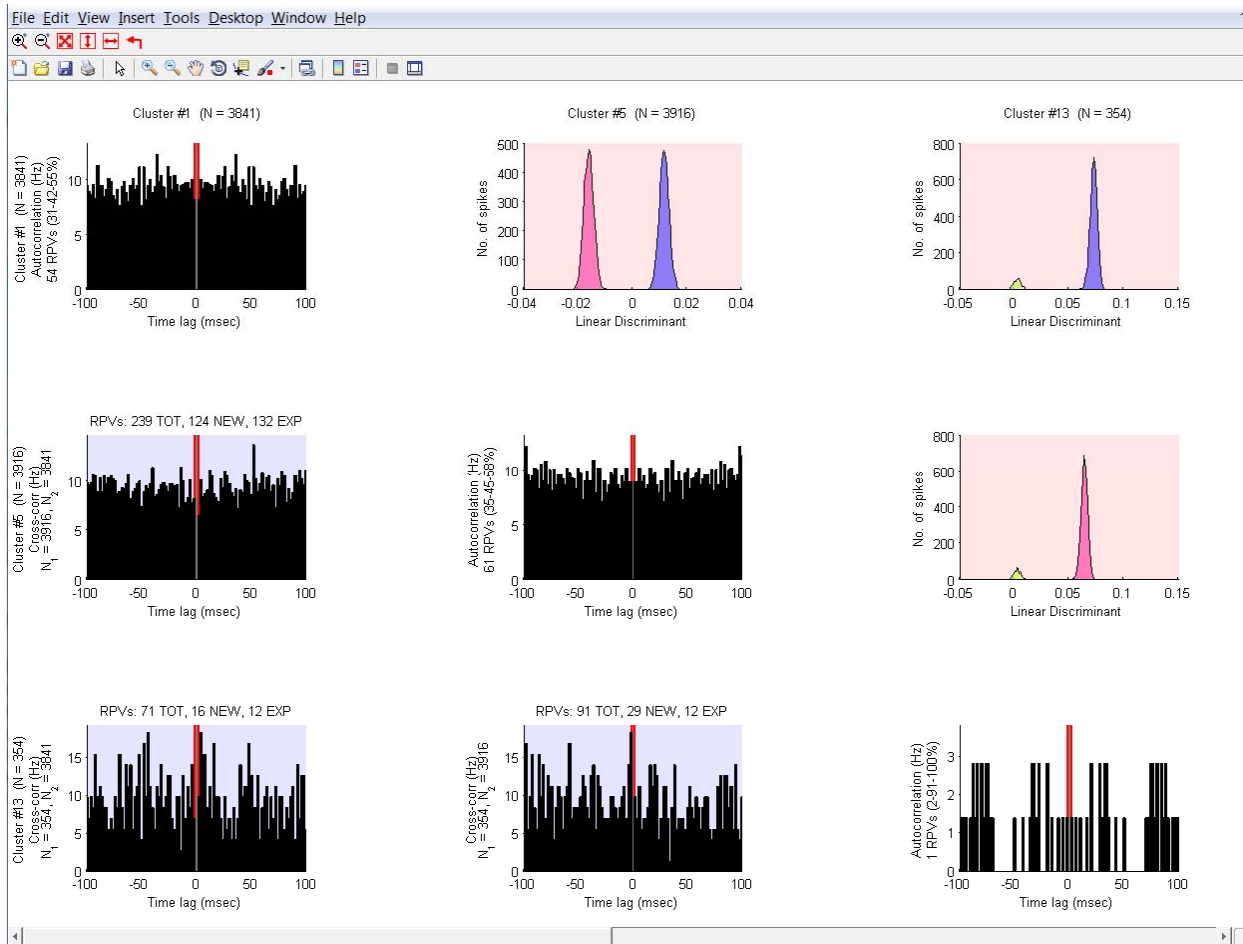 File Edit View Insert Tools Desktop Window Help
Cluster #1 (N = 3841)
Cluster #5 (N = 3916)
Cluster #13 (N = 354)
Cluster #1 (N = 3841)
Autocorrelation (Hz)
54 RPVs (31-42-55%)
10
5
0
-100 -50 0 50 100
Time lag (msec)
No. of spikes
500
400
300
200
100
0
-0.04 -0.02 0 0.02 0.04
Linear Discriminant
No. of spikes
800
600
400
200
0
-0.05 0 0.05 0.1 0.15
Linear Discriminant
RPVs: 239 TOT, 124 NEW, 132 EXP
Cluster #5 (N = 3916)
Cross-corr (Hz)
N1 = 3916, N2 = 3841
10
5
0
-100 -50 0 50 100
Time lag (msec)
Autocorrelation (Hz)
61 RPVs (35-45-58%)
10
5
0
-100 -50 0 50 100
Time lag (msec)
No. of spikes
800
600
400
200
0
-0.05 0 0.05 0.1 0.15
Linear Discriminant
RPVs: 71 TOT, 16 NEW, 12 EXP
Cluster #13 (N = 354)
Cross-corr (Hz)
N1 = 354, N2 = 3841
15
10
5
0
-100 -50 0 50 100
Time lag (msec)
RPVs: 91 TOT, 29 NEW, 12 EXP
Cross-corr (Hz)
N1 = 354, N2 = 3916
15
10
5
0
-100 -50 0 50 100
Time lag (msec)
Autocorrelation (Hz)
1 RPVs (2-91-100%)
3
2
1
0
-100 -50 0 50 100
Time lag (msec)